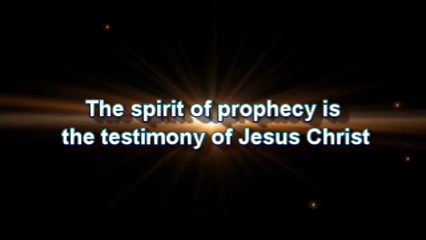 The spirit of prophecy is
the testimony of Jesus Christ